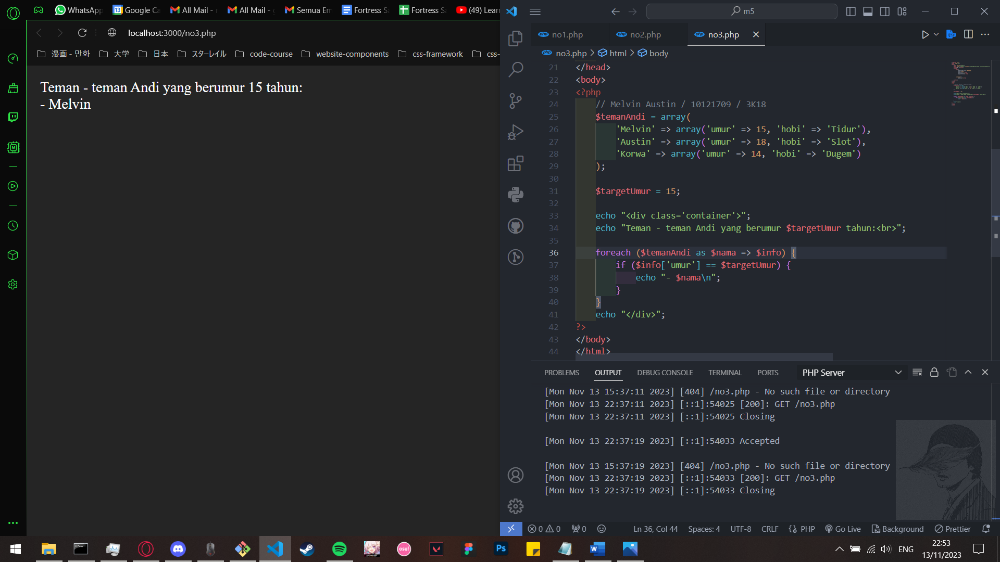 WhatsApp
Google Ca
All Mail -
All Mail -
Semua Em
Fortress S
Fortress Sa
(49) Lear
localhost:3000/no3.php
漫画 - 만화
大学
日本
スターレイル
code-course
website-components
css-framework
css-
Teman - teman Andi yang berumur 15 tahun:
- Melvin
m5
no1.php
no2.php
no3.php
no3.php > html > body
21 </head>
22 <body>
23 <?php
24 // Melvin Austin / 10121709 / 3K18
25 $temanAndi = array(
26 'Melvin' => array('umur' => 15, 'hobi' => 'Tidur'),
27 'Austin' => array('umur' => 18, 'hobi' => 'Slot'),
28 'Korwa' => array('umur' => 14, 'hobi' => 'Dugem')
29 );
30
31 $targetUmur = 15;
32
33 echo "<div class='container'>";
34 echo "Teman - teman Andi yang berumur $targetUmur tahun:<br>";
35
36 foreach ($temanAndi as $nama => $info) {
37 if ($info['umur'] == $targetUmur) {
38 echo "- $nama\n";
39 }
40 }
41 echo "</div>";
42 ?>
43 </body>
44 </html>
PROBLEMS OUTPUT DEBUG CONSOLE TERMINAL PORTS PHP Server
[Mon Nov 13 15:37:11 2023] [404] /no3.php - No such file or directory
[Mon Nov 13 22:37:11 2023] [::1]:54025 [200]: GET /no3.php
[Mon Nov 13 22:37:11 2023] [::1]:54025 Closing
[Mon Nov 13 22:37:19 2023] [::1]:54033 Accepted
[Mon Nov 13 15:37:19 2023] [404] /no3.php - No such file or directory
[Mon Nov 13 22:37:19 2023] [::1]:54033 [200]: GET /no3.php
[Mon Nov 13 22:37:19 2023] [::1]:54033 Closing
0 0 0 Ln 36, Col 44 Spaces: 4 UTF-8 CRLF PHP Go Live Background Prettier
osu!
Ps
W
ENG
22:53
13/11/2023